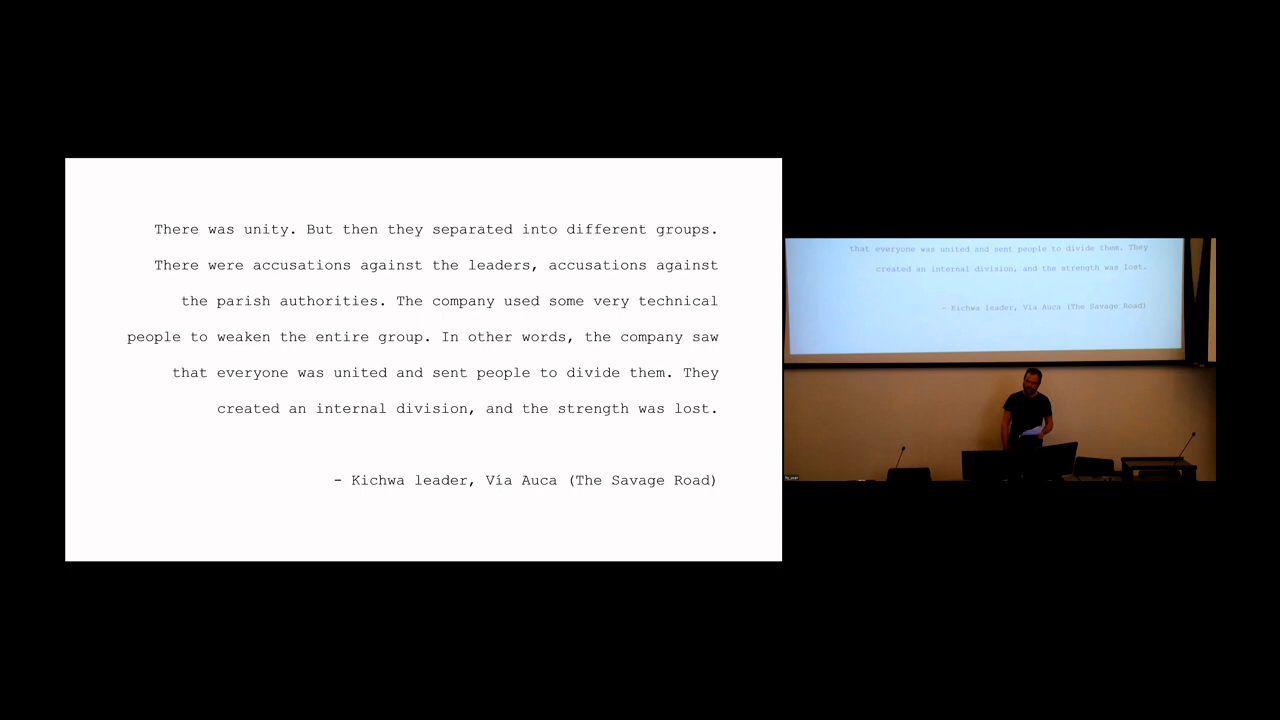 There was unity. But then they separated into different groups.
There were accusations against the leaders, accusations against
the parish authorities. The company used some very technical
people to weaken the entire group. In other words, the company saw
that everyone was united and sent people to divide them. They
created an internal division, and the strength was lost.
– Kichwa leader, Vía Auca (The Savage Road)
that everyone was united and sent people to divide them. They
created an internal division, and the strength was lost.
– Kichwa leader, Vía Auca (The Savage Road)